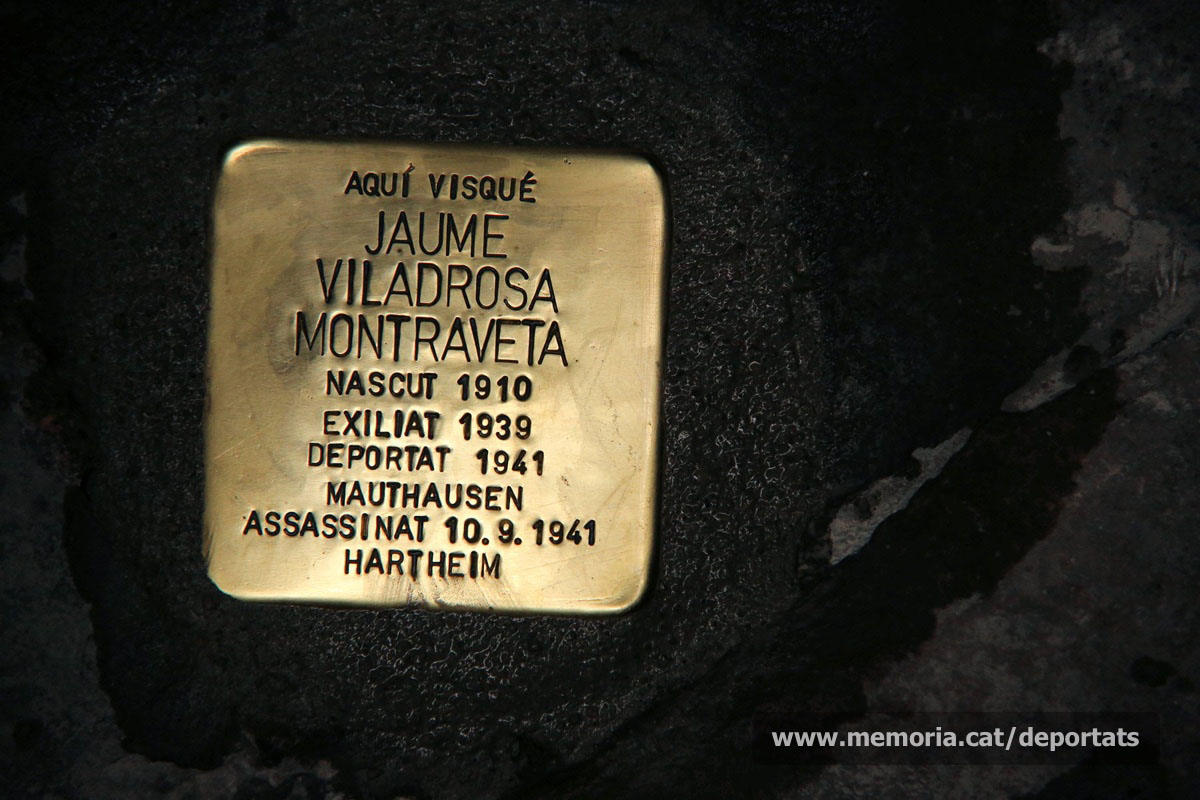 AQUÍ VISQUÉ
JAUME
VILADROSA
MONTRAVETA
NASCUT 1910
EXILIAT 1939
DEPORTAT 1941
MAUTHAUSEN
ASSASSINAT 10.9.1941
HARTHEIM
www.memoria.cat/deportats